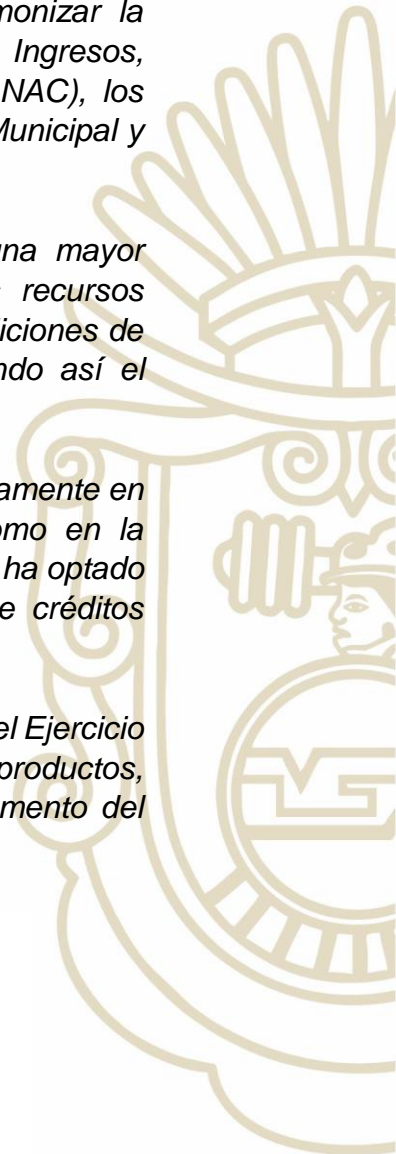 monizar la
Ingresos,
NAC), los
Municipal y
una mayor
recursos
diciones de
ndo así el
amente en
omo en la
ha optado
e créditos
el Ejercicio
productos,
mento del